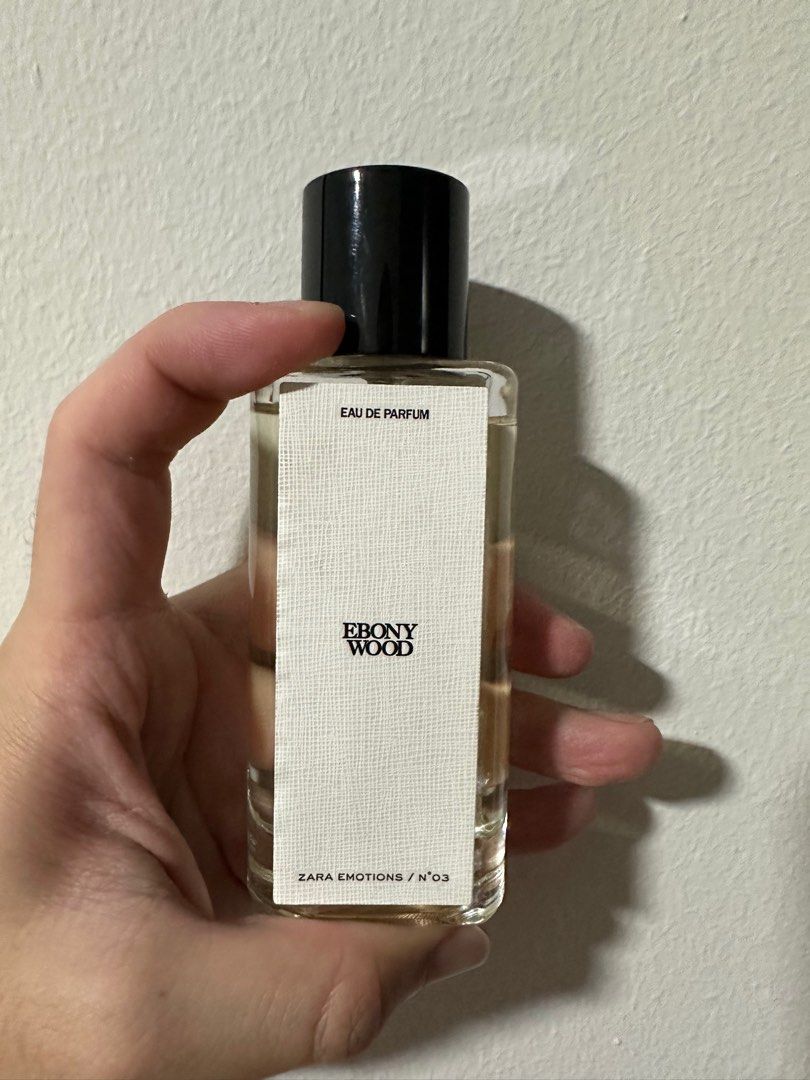 EAU DE PARFUM
EBONY
WOOD
ZARA EMOTIONS / N°03